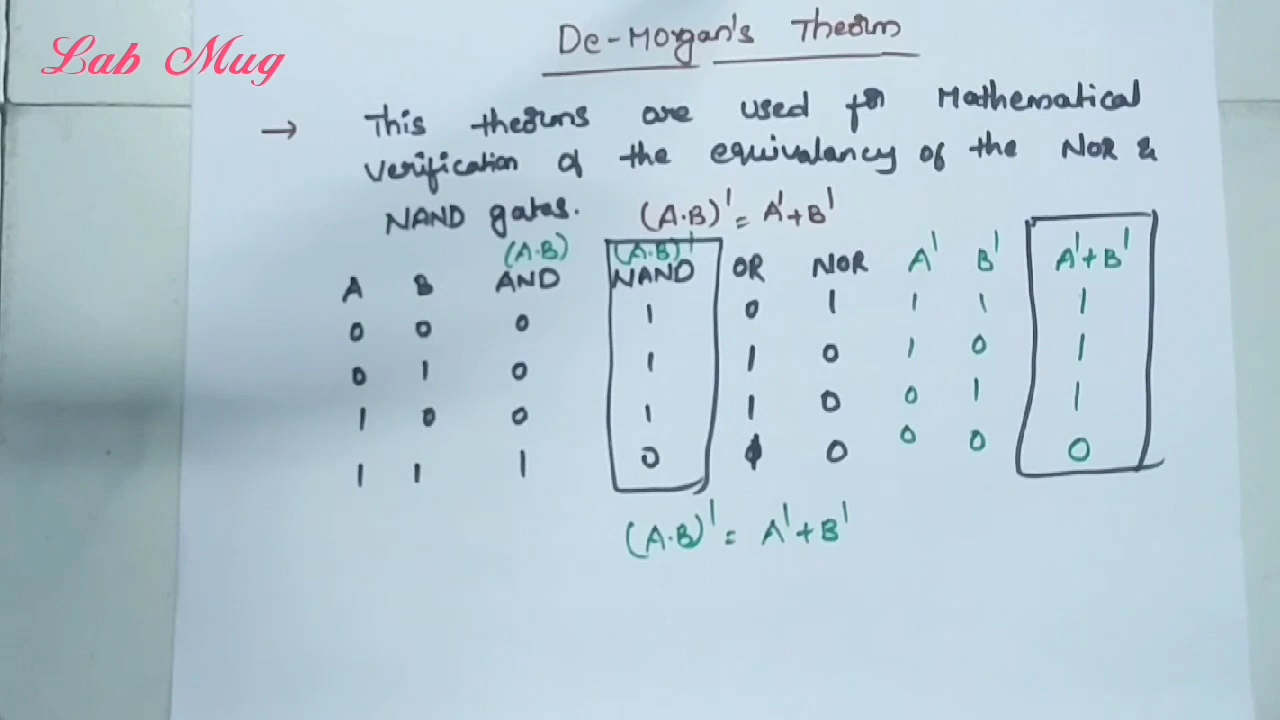 Lab Mug
De-Morgan's Theorm
→ This theorms are used for Mathematical
verification of the equivalancy of the NOR &
NAND gates. (A·B)' = A'+B'
(A·B) (A·B)'
A B AND NAND OR NOR A' B' A'+B'
0 0 0 1 0 1 1 1 1
0 1 0 1 1 0 1 0 1
1 0 0 1 1 0 0 1 1
1 1 1 0 1 0 0 0 0
(A·B)' = A'+B'